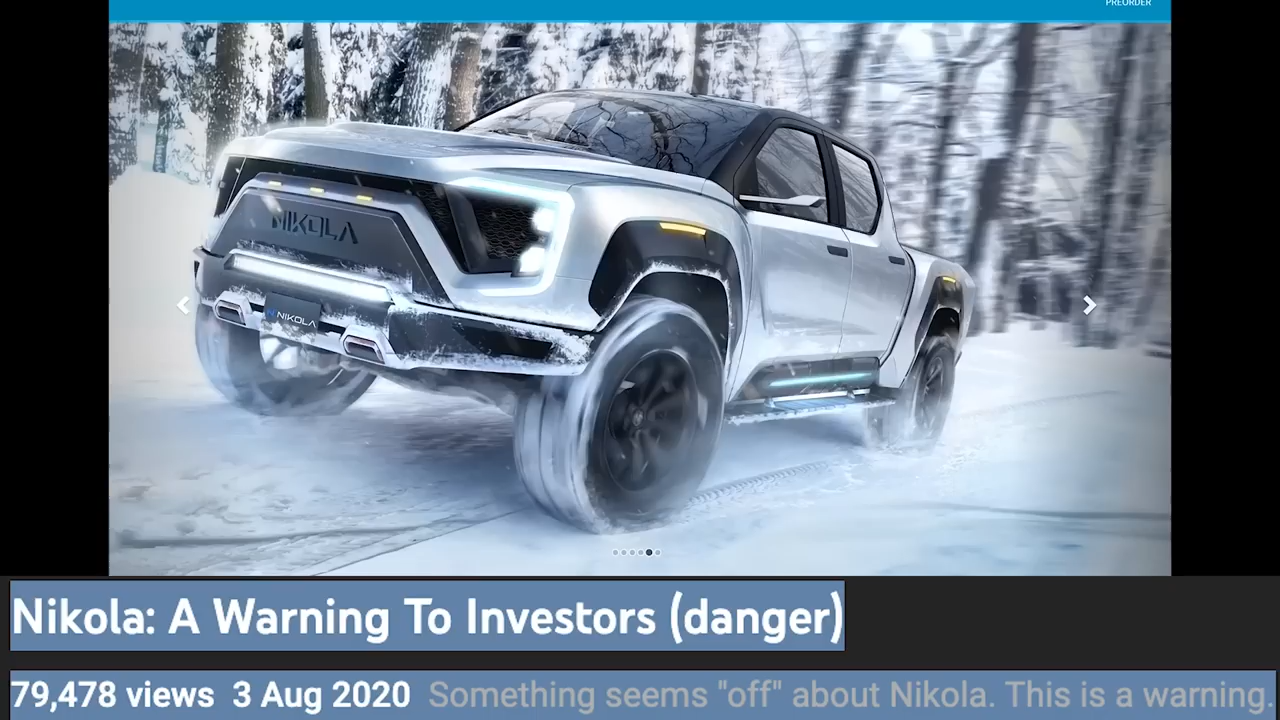 PREORDER
NIKOLA
NIKOLA
Nikola: A Warning To Investors (danger)
79,478 views 3 Aug 2020 Something seems "off" about Nikola. This is a warning.